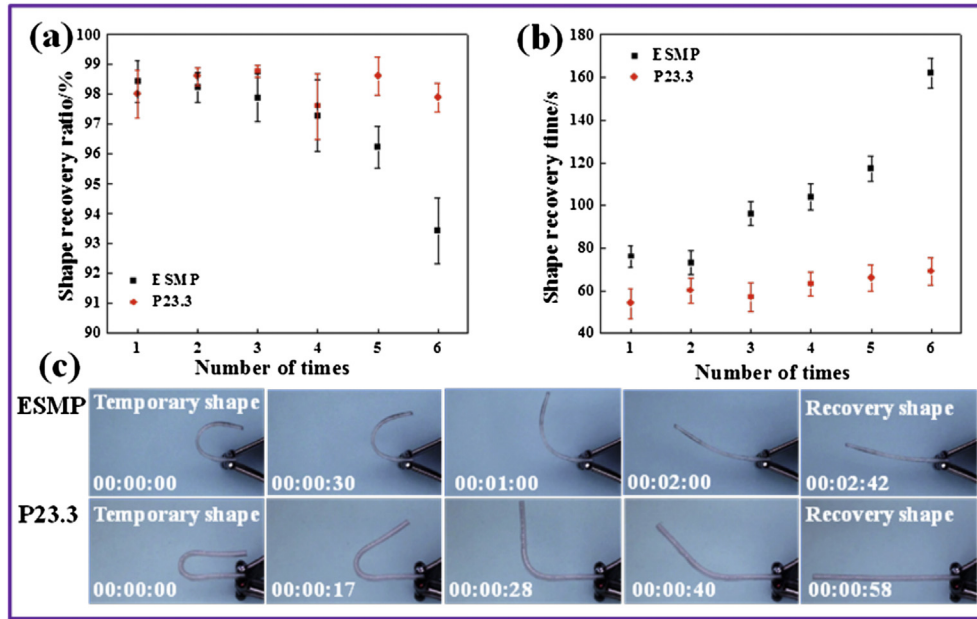 (a)
100
99
98
97
96
95
94
93
92
91
90
Shape recovery ratio/%
ESMP
P23.3
1 2 3 4 5 6
Number of times
(b)
180
160
140
120
100
80
60
40
Shape recovery time/s
ESMP
P23.3
1 2 3 4 5 6
Number of times
(c)
ESMP
Temporary shape
Recovery shape
00:00:00 00:00:30 00:01:00 00:02:00 00:02:42
P23.3
Temporary shape
Recovery shape
00:00:00 00:00:17 00:00:28 00:00:40 00:00:58